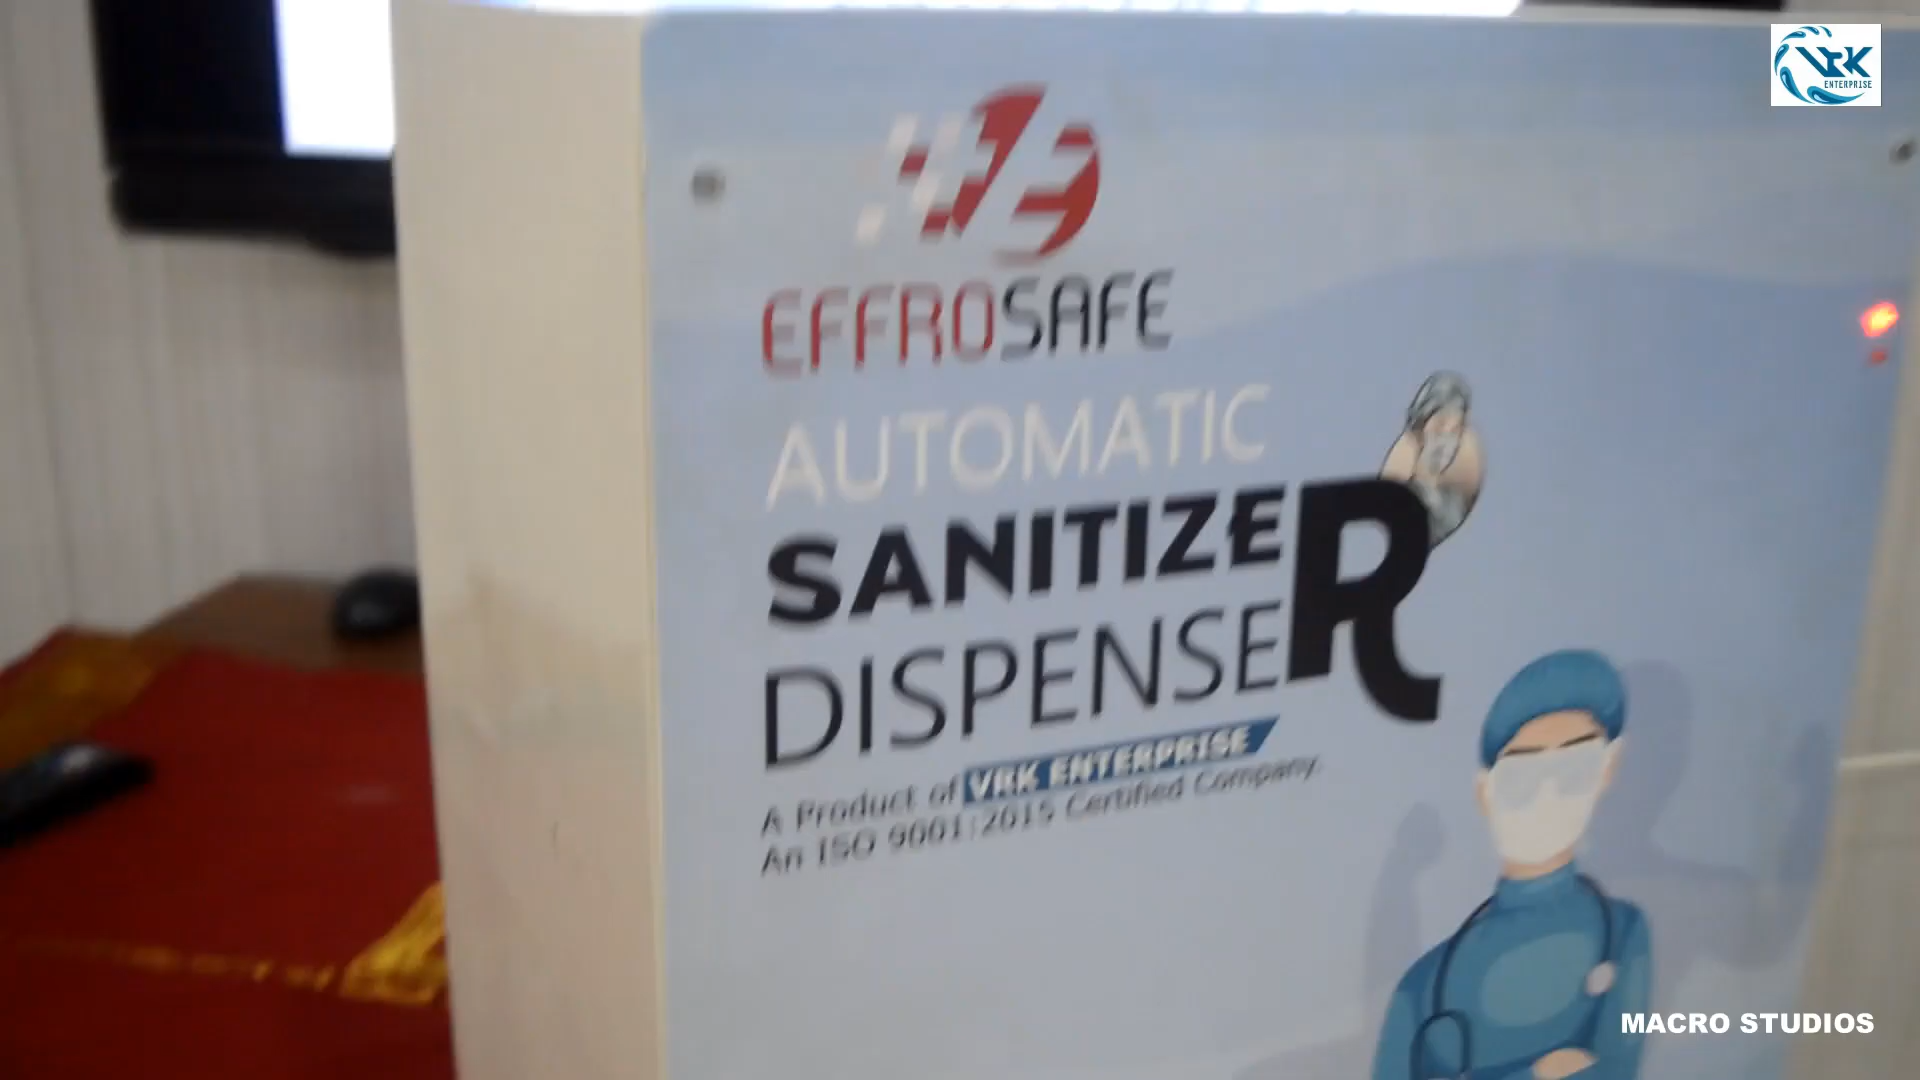 VRK
ENTERPRISE
EFFROSAFE
AUTOMATIC
SANITIZER
DISPENSER
A Product of VRK ENTERPRISE
An ISO 9001:2015 Certified Company.
MACRO STUDIOS